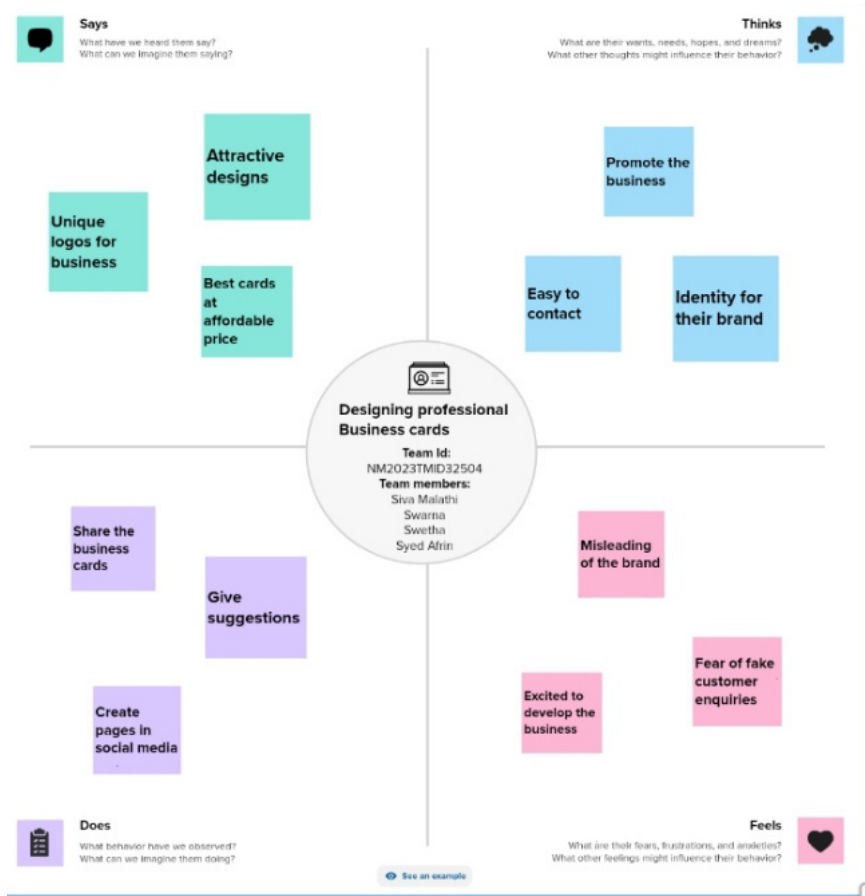 Says
What have we heard them say?
What can we imagine them saying?
Thinks
What are their wants, needs, hopes, and dreams?
What other thoughts might influence their behavior?
Attractive
designs
Unique
logos for
business
Best cards
at
affordable
price
Promote the
business
Easy to
contact
Identity for
their brand
Designing professional
Business cards
Team Id:
NM2023TMID32504
Team members:
Siva Malathi
Swarna
Swetha
Syed Afrin
Share the
business
cards
Give
suggestions
Create
pages in
social media
Misleading
of the brand
Fear of fake
customer
enquiries
Excited to
develop the
business
Does
What behavior have we observed?
What can we imagine them doing?
Feels
What are their fears, frustrations, and anxieties?
What other feelings might influence their behavior?
See an example